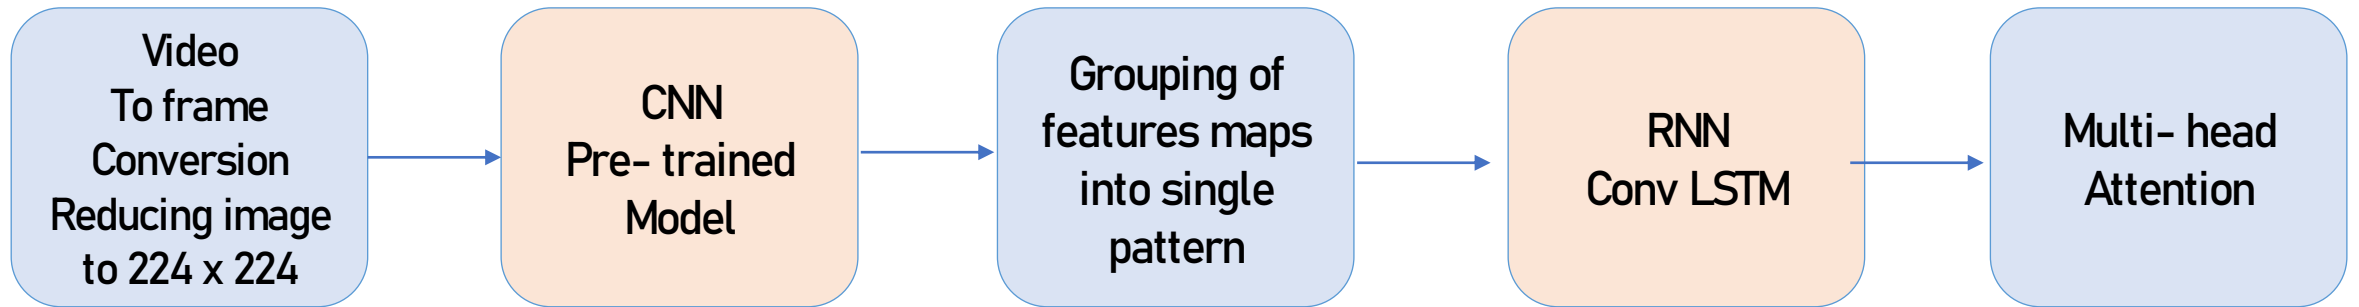 Video
To frame
Conversion
Reducing image
to 224 x 224
CNN
Pre- trained
Model
Grouping of
features maps
into single
pattern
RNN
Conv LSTM
Multi- head
Attention